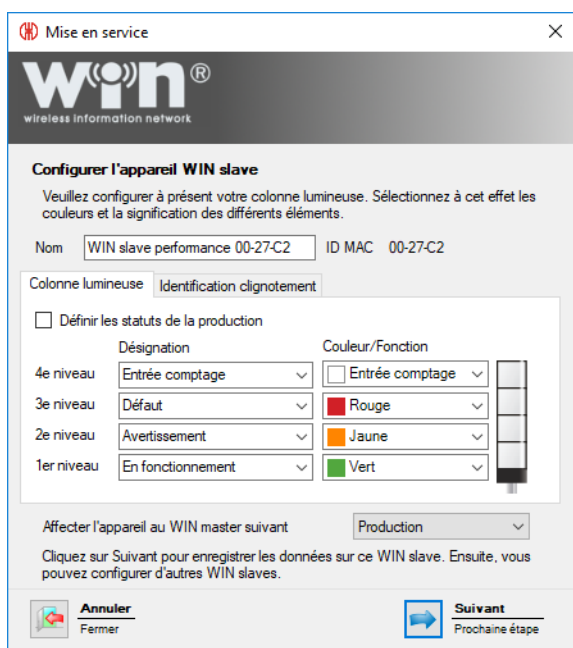 Mise en service
WIN®
wireless information network
Configurer l'appareil WIN slave
Veuillez configurer à présent votre colonne lumineuse. Sélectionnez à cet effet les
couleurs et la signification des différents éléments.
Nom WIN slave performance 00-27-C2 ID MAC 00-27-C2
Colonne lumineuse Identification clignotement
Définir les statuts de la production
Désignation Couleur/Fonction
4e niveau Entrée comptage Entrée comptage
3e niveau Défaut Rouge
2e niveau Avertissement Jaune
1er niveau En fonctionnement Vert
Affecter l'appareil au WIN master suivant Production
Cliquez sur Suivant pour enregistrer les données sur ce WIN slave. Ensuite, vous
pouvez configurer d'autres WIN slaves.
Annuler Suivant
Fermer Prochaine étape